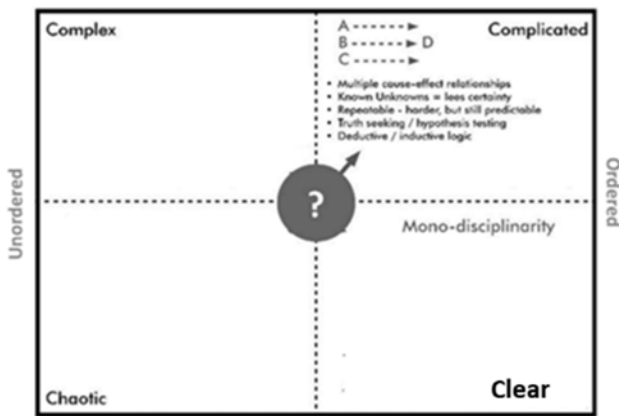 Complex
Complicated
A
B D
C
• Multiple cause-effect relationships
• Known Unknowns = less certainty
• Repeatable - harder, but still predictable
• Truth seeking / hypothesis testing
• Deductive / inductive logic
Unordered
?
Ordered
Mono-disciplinarity
Chaotic
Clear